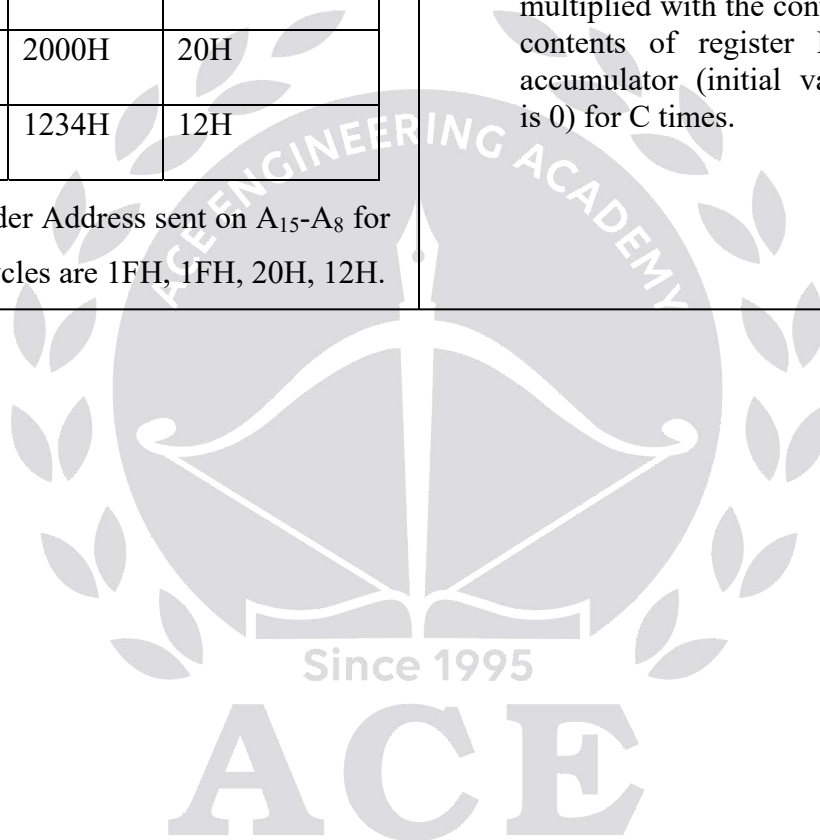 2000H 20H
1234H 12H
der Address sent on A15-A8 for
cles are 1FH, 1FH, 20H, 12H.
multiplied with the con
contents of register
accumulator (initial va
is 0) for C times.
ACE ENGINEERING ACADEMY
Since 1995
ACE